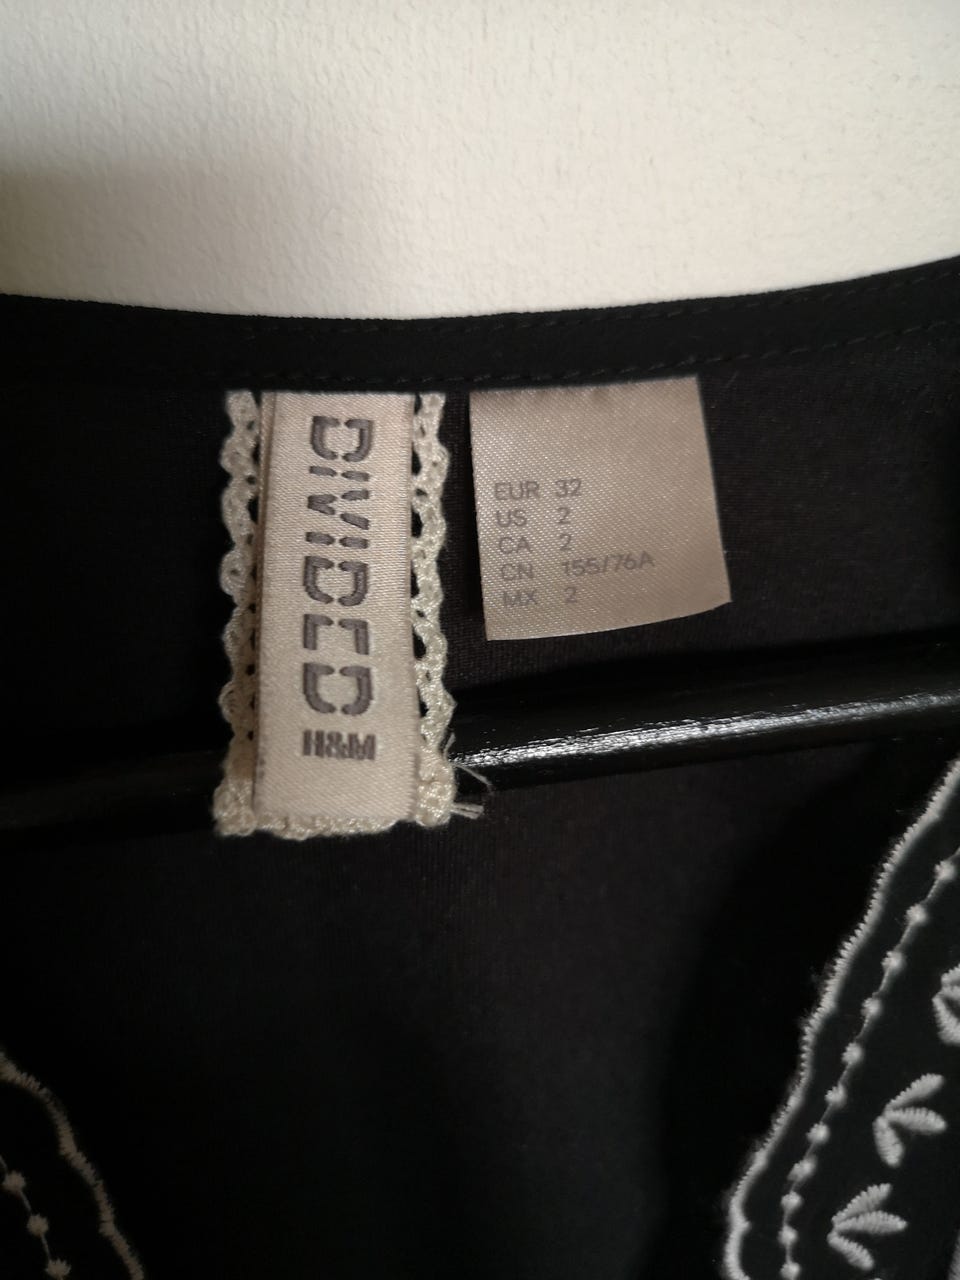 DIVIDED
H&M
EUR 32
US 2
CA 2
CN 155/76A
MX 2